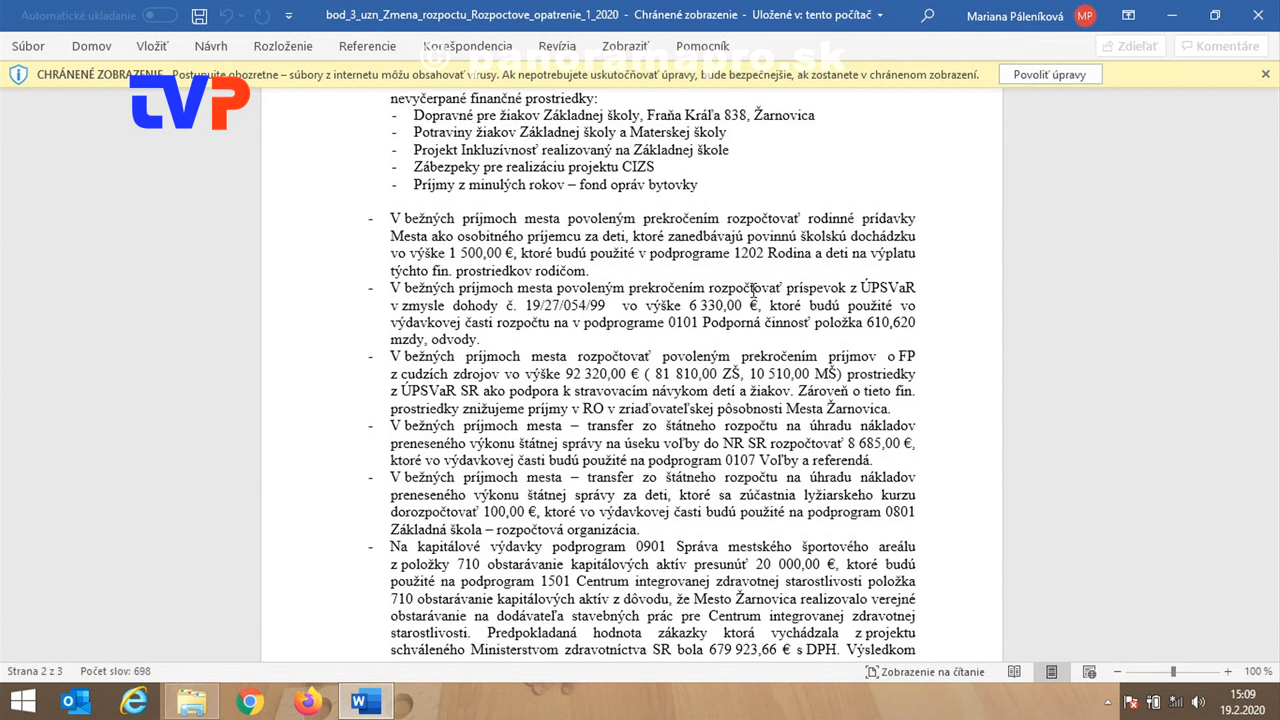 Automatické ukladanie
bod_3_uzn_Zmena_rozpoctu_Rozpoctove_opatrenie_1_2020 - Chránené zobrazenie - Uložené v: tento počítač
Mariana Páleníková
MP
Súbor Domov Vložiť Návrh Rozloženie Referencie Korešpondencia Revízia Zobraziť Pomocník Zdieľať Komentáre
© panoramapro.sk
CHRÁNENÉ ZOBRAZENIE Postupujte obozretne – súbory z internetu môžu obsahovať vírusy. Ak nepotrebujete uskutočňovať úpravy, bude bezpečnejšie, ak zostanete v chránenom zobrazení. Povoliť úpravy
TVP
nevyčerpané finančné prostriedky:
- Dopravné pre žiakov Základnej školy, Fraňa Kráľa 838, Žarnovica
- Potraviny žiakov Základnej školy a Materskej školy
- Projekt Inkluzívnosť realizovaný na Základnej škole
- Zábezpeky pre realizáciu projektu CIZS
- Príjmy z minulých rokov – fond opráv bytovky
- V bežných príjmoch mesta povoleným prekročením rozpočtovať rodinné prídavky
Mesta ako osobitného príjemcu za deti, ktoré zanedbávajú povinnú školskú dochádzku
vo výške 1 500,00 €, ktoré budú použité v podprograme 1202 Rodina a deti na výplatu
týchto fin. prostriedkov rodičom.
- V bežných príjmoch mesta povoleným prekročením rozpočtovať príspevok z ÚPSVaR
v zmysle dohody č. 19/27/054/99 vo výške 6 330,00 €, ktoré budú použité vo
výdavkovej časti rozpočtu na v podprograme 0101 Podporná činnosť položka 610,620
mzdy, odvody.
- V bežných príjmoch mesta rozpočtovať povoleným prekročením príjmov o FP
z cudzích zdrojov vo výške 92 320,00 € ( 81 810,00 ZŠ, 10 510,00 MŠ) prostriedky
z ÚPSVaR SR ako podpora k stravovacím návykom detí a žiakov. Zároveň o tieto fin.
prostriedky znižujeme príjmy v RO v zriaďovateľskej pôsobnosti Mesta Žarnovica.
- V bežných príjmoch mesta – transfer zo štátneho rozpočtu na úhradu nákladov
preneseného výkonu štátnej správy na úseku voľby do NR SR rozpočtovať 8 685,00 €,
ktoré vo výdavkovej časti budú použité na podprogram 0107 Voľby a referendá.
- V bežných príjmoch mesta – transfer zo štátneho rozpočtu na úhradu nákladov
preneseného výkonu štátnej správy za deti, ktoré sa zúčastnia lyžiarskeho kurzu
dorozpočtovať 100,00 €, ktoré vo výdavkovej časti budú použité na podprogram 0801
Základná škola – rozpočtová organizácia.
- Na kapitálové výdavky podprogram 0901 Správa mestského športového areálu
z položky 710 obstarávanie kapitálových aktív presunúť 20 000,00 €, ktoré budú
použité na podprogram 1501 Centrum integrovanej zdravotnej starostlivosti položka
710 obstarávanie kapitálových aktív z dôvodu, že Mesto Žarnovica realizovalo verejné
obstarávanie na dodávateľa stavebných prác pre Centrum integrovanej zdravotnej
starostlivosti. Predpokladaná hodnota zákazky ktorá vychádzala z projektu
schváleného Ministerstvom zdravotníctva SR bola 679 923,66 € s DPH. Výsledkom
Strana 2 z 3 Počet slov: 698 Zobrazenie na čítanie 100 %
15:09
19.2.2020